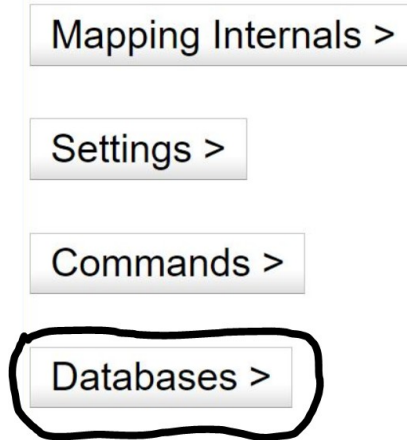 Mapping Internals >
Settings >
Commands >
Databases >